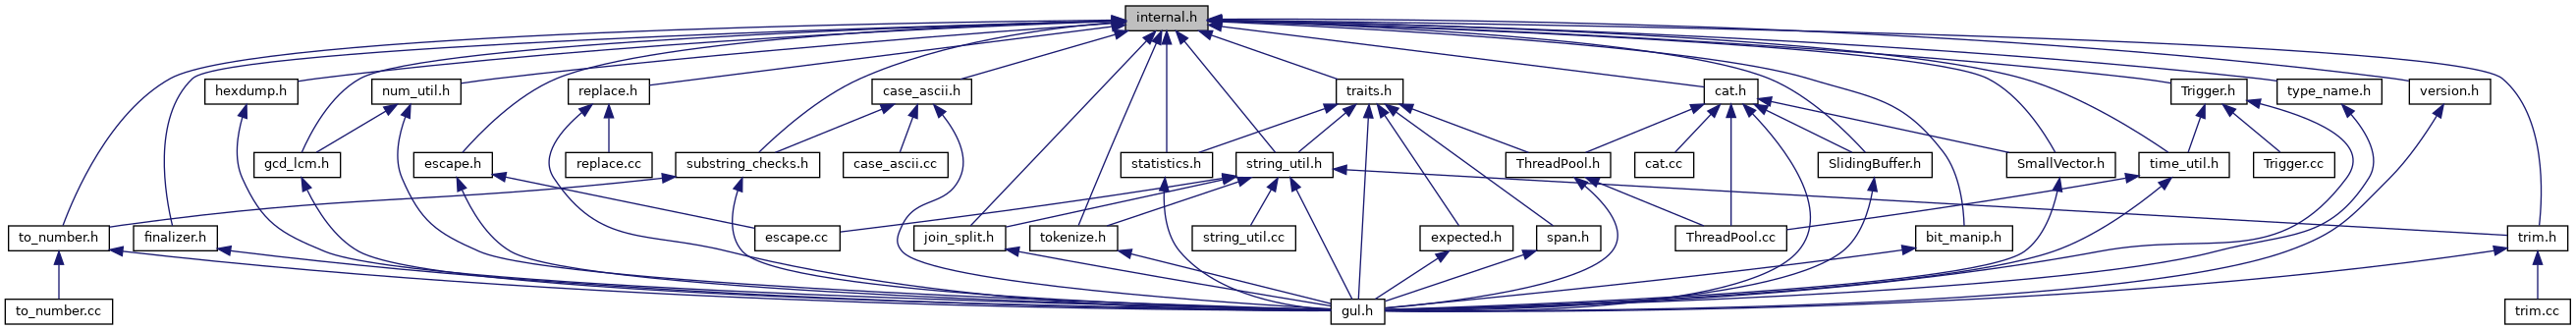 internal.h
hexdump.h
num_util.h
replace.h
case_ascii.h
traits.h
cat.h
Trigger.h
type_name.h
version.h
gcd_lcm.h
escape.h
replace.cc
substring_checks.h
case_ascii.cc
statistics.h
string_util.h
ThreadPool.h
cat.cc
SlidingBuffer.h
SmallVector.h
time_util.h
Trigger.cc
to_number.h
finalizer.h
escape.cc
join_split.h
tokenize.h
string_util.cc
expected.h
span.h
ThreadPool.cc
bit_manip.h
trim.h
to_number.cc
gul.h
trim.cc